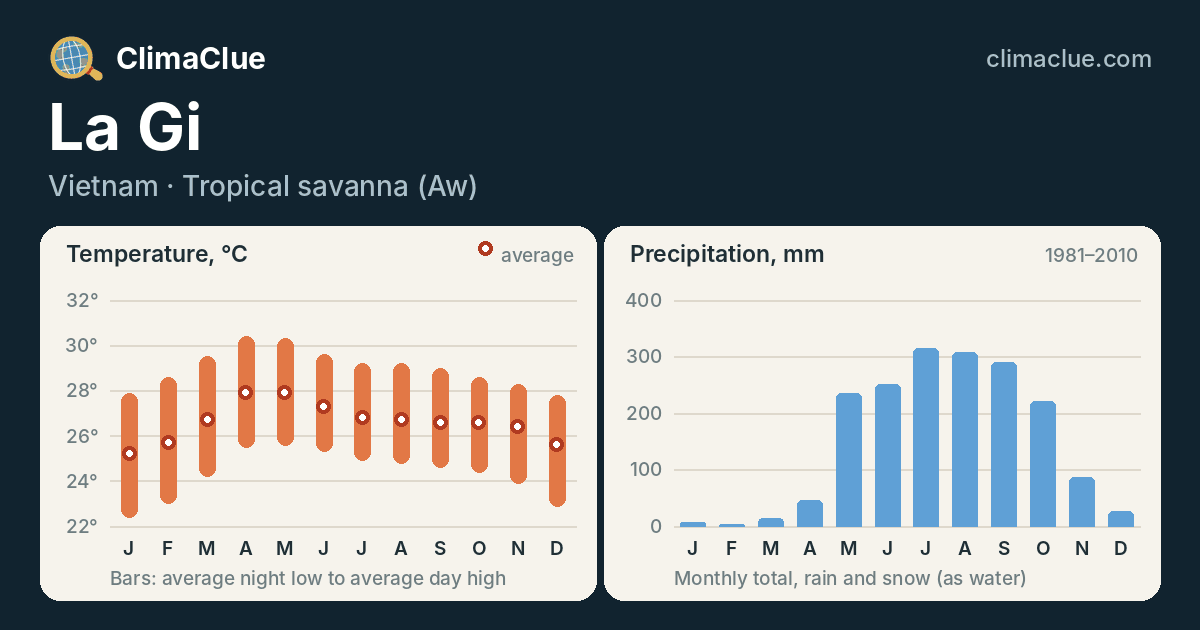 ClimaClue
climaclue.com
La Gi
Vietnam · Tropical savanna (Aw)
Temperature, °C
average
32°
30°
28°
26°
24°
22°
J F M A M J J A S O N D
Bars: average night low to average day high
Precipitation, mm
1981–2010
400
300
200
100
0
J F M A M J J A S O N D
Monthly total, rain and snow (as water)